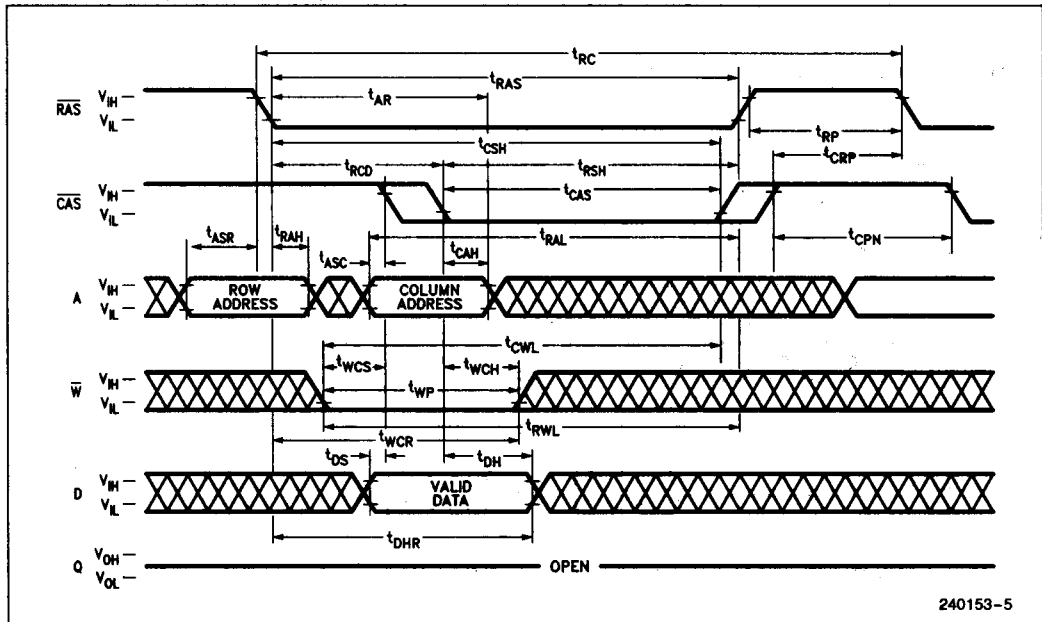 tRC
tRAS
tAR
RAS VIH
VIL
tRP
tCSH
tCRP
tRCD tRSH
CAS VIH
VIL
tCAS
tASR tRAH tASC tCAH tRAL tCPN
A VIH
VIL
ROW ADDRESS
COLUMN ADDRESS
tCWL
tWCS tWCH
W VIH
VIL
tWP
tRWL
tWCR
tDS tDH
D VIH
VIL
VALID DATA
tDHR
Q VOH
VOL
OPEN
240153-5